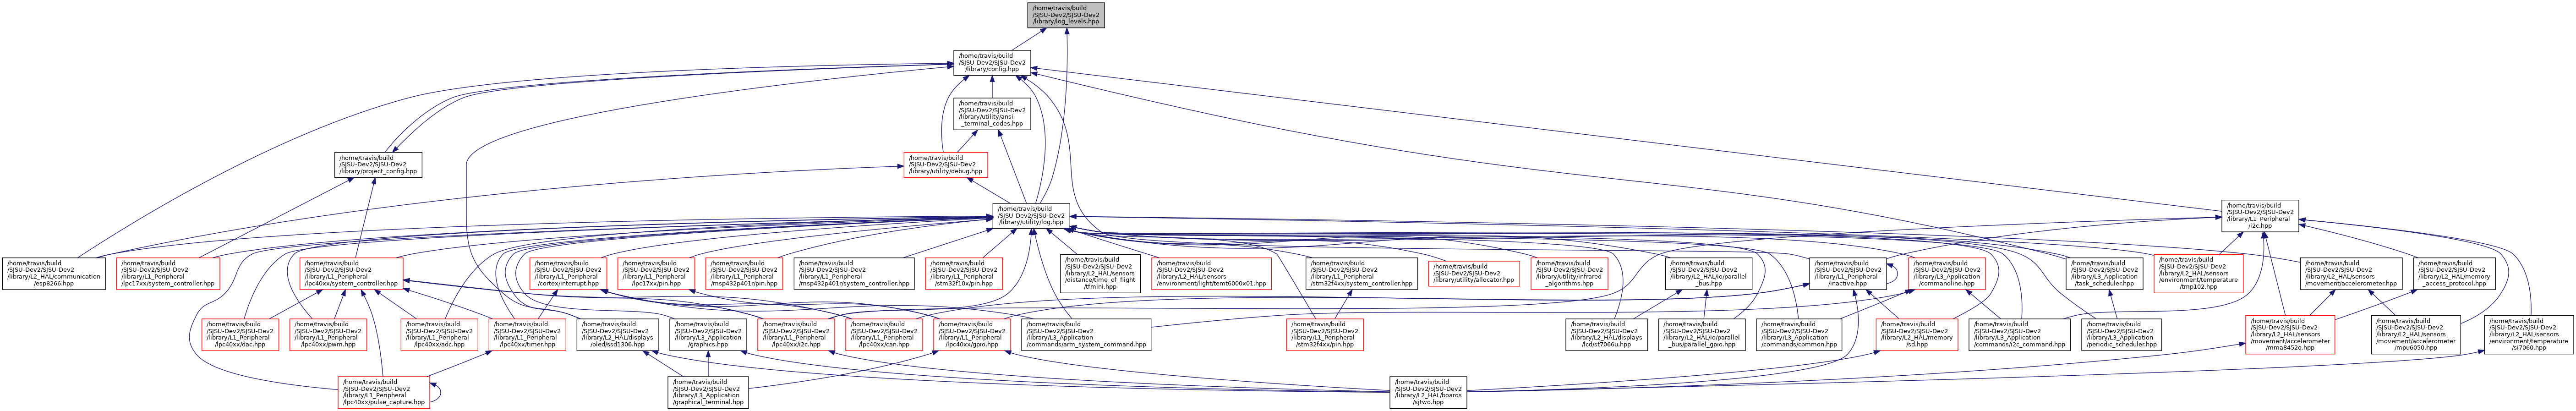 /home/travis/build
/SJSU-Dev2/SJSU-Dev2
/library/log_levels.hpp
/home/travis/build
/SJSU-Dev2/SJSU-Dev2
/library/config.hpp
/home/travis/build
/SJSU-Dev2/SJSU-Dev2
/library/utility/ansi
_terminal_codes.hpp
/home/travis/build
/SJSU-Dev2/SJSU-Dev2
/library/project_config.hpp
/home/travis/build
/SJSU-Dev2/SJSU-Dev2
/library/utility/debug.hpp
/home/travis/build
/SJSU-Dev2/SJSU-Dev2
/library/utility/log.hpp
/home/travis/build
/SJSU-Dev2/SJSU-Dev2
/library/L1_Peripheral
/i2c.hpp
/home/travis/build
/SJSU-Dev2/SJSU-Dev2
/library/L2_HAL/communication
/esp8266.hpp
/home/travis/build
/SJSU-Dev2/SJSU-Dev2
/library/L1_Peripheral
/lpc17xx/system_controller.hpp
/home/travis/build
/SJSU-Dev2/SJSU-Dev2
/library/L1_Peripheral
/lpc40xx/system_controller.hpp
/home/travis/build
/SJSU-Dev2/SJSU-Dev2
/library/L1_Peripheral
/cortex/interrupt.hpp
/home/travis/build
/SJSU-Dev2/SJSU-Dev2
/library/L1_Peripheral
/lpc17xx/pin.hpp
/home/travis/build
/SJSU-Dev2/SJSU-Dev2
/library/L1_Peripheral
/msp432p401r/pin.hpp
/home/travis/build
/SJSU-Dev2/SJSU-Dev2
/library/L1_Peripheral
/msp432p401r/system_controller.hpp
/home/travis/build
/SJSU-Dev2/SJSU-Dev2
/library/L1_Peripheral
/stm32f10x/pin.hpp
/home/travis/build
/SJSU-Dev2/SJSU-Dev2
/library/L2_HAL/sensors
/distance/time_of_flight
/tfmini.hpp
/home/travis/build
/SJSU-Dev2/SJSU-Dev2
/library/L2_HAL/sensors
/environment/light/temt6000x01.hpp
/home/travis/build
/SJSU-Dev2/SJSU-Dev2
/library/L1_Peripheral
/stm32f4xx/system_controller.hpp
/home/travis/build
/SJSU-Dev2/SJSU-Dev2
/library/utility/allocator.hpp
/home/travis/build
/SJSU-Dev2/SJSU-Dev2
/library/utility/infrared
_algorithms.hpp
/home/travis/build
/SJSU-Dev2/SJSU-Dev2
/library/L2_HAL/io/parallel
_bus.hpp
/home/travis/build
/SJSU-Dev2/SJSU-Dev2
/library/L1_Peripheral
/inactive.hpp
/home/travis/build
/SJSU-Dev2/SJSU-Dev2
/library/L3_Application
/commandline.hpp
/home/travis/build
/SJSU-Dev2/SJSU-Dev2
/library/L3_Application
/task_scheduler.hpp
/home/travis/build
/SJSU-Dev2/SJSU-Dev2
/library/L2_HAL/sensors
/environment/temperature
/tmp102.hpp
/home/travis/build
/SJSU-Dev2/SJSU-Dev2
/library/L2_HAL/sensors
/movement/accelerometer.hpp
/home/travis/build
/SJSU-Dev2/SJSU-Dev2
/library/L2_HAL/memory
_access_protocol.hpp
/home/travis/build
/SJSU-Dev2/SJSU-Dev2
/library/L1_Peripheral
/lpc40xx/dac.hpp
/home/travis/build
/SJSU-Dev2/SJSU-Dev2
/library/L1_Peripheral
/lpc40xx/pwm.hpp
/home/travis/build
/SJSU-Dev2/SJSU-Dev2
/library/L1_Peripheral
/lpc40xx/adc.hpp
/home/travis/build
/SJSU-Dev2/SJSU-Dev2
/library/L1_Peripheral
/lpc40xx/timer.hpp
/home/travis/build
/SJSU-Dev2/SJSU-Dev2
/library/L2_HAL/displays
/oled/ssd1306.hpp
/home/travis/build
/SJSU-Dev2/SJSU-Dev2
/library/L3_Application
/graphics.hpp
/home/travis/build
/SJSU-Dev2/SJSU-Dev2
/library/L1_Peripheral
/lpc40xx/i2c.hpp
/home/travis/build
/SJSU-Dev2/SJSU-Dev2
/library/L1_Peripheral
/lpc40xx/can.hpp
/home/travis/build
/SJSU-Dev2/SJSU-Dev2
/library/L1_Peripheral
/lpc40xx/gpio.hpp
/home/travis/build
/SJSU-Dev2/SJSU-Dev2
/library/L3_Application
/commands/arm_system_command.hpp
/home/travis/build
/SJSU-Dev2/SJSU-Dev2
/library/L1_Peripheral
/stm32f4xx/pin.hpp
/home/travis/build
/SJSU-Dev2/SJSU-Dev2
/library/L2_HAL/displays
/lcd/st7066u.hpp
/home/travis/build
/SJSU-Dev2/SJSU-Dev2
/library/L2_HAL/io/parallel
_bus/parallel_gpio.hpp
/home/travis/build
/SJSU-Dev2/SJSU-Dev2
/library/L3_Application
/commands/common.hpp
/home/travis/build
/SJSU-Dev2/SJSU-Dev2
/library/L2_HAL/memory
/sd.hpp
/home/travis/build
/SJSU-Dev2/SJSU-Dev2
/library/L3_Application
/commands/i2c_command.hpp
/home/travis/build
/SJSU-Dev2/SJSU-Dev2
/library/L3_Application
/periodic_scheduler.hpp
/home/travis/build
/SJSU-Dev2/SJSU-Dev2
/library/L2_HAL/sensors
/movement/accelerometer
/mma8452q.hpp
/home/travis/build
/SJSU-Dev2/SJSU-Dev2
/library/L2_HAL/sensors
/movement/accelerometer
/mpu6050.hpp
/home/travis/build
/SJSU-Dev2/SJSU-Dev2
/library/L2_HAL/sensors
/environment/temperature
/si7060.hpp
/home/travis/build
/SJSU-Dev2/SJSU-Dev2
/library/L1_Peripheral
/lpc40xx/pulse_capture.hpp
/home/travis/build
/SJSU-Dev2/SJSU-Dev2
/library/L3_Application
/graphical_terminal.hpp
/home/travis/build
/SJSU-Dev2/SJSU-Dev2
/library/L2_HAL/boards
/sjtwo.hpp